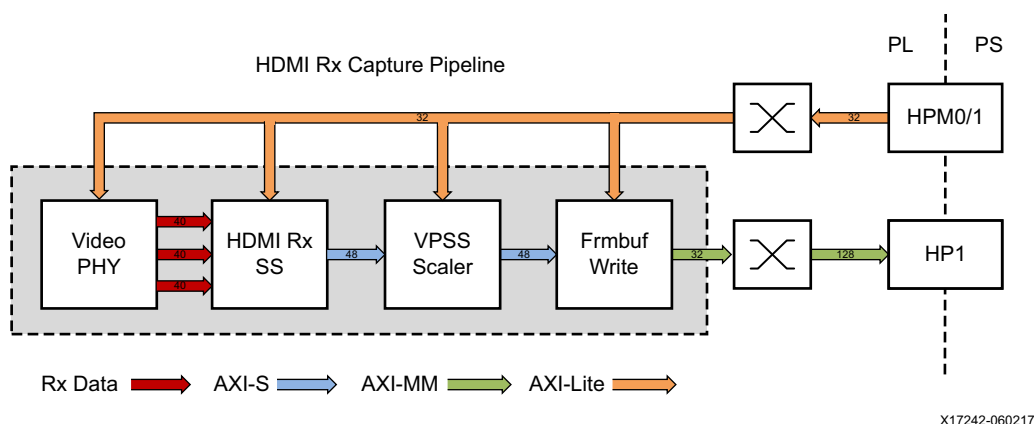 PL
PS
HDMI Rx Capture Pipeline
32
32
HPM0/1
Video
PHY
40
40
40
HDMI Rx
SS
48
VPSS
Scaler
48
Frmbuf
Write
32
128
HP1
Rx Data
AXI-S
AXI-MM
AXI-Lite
X17242-060217